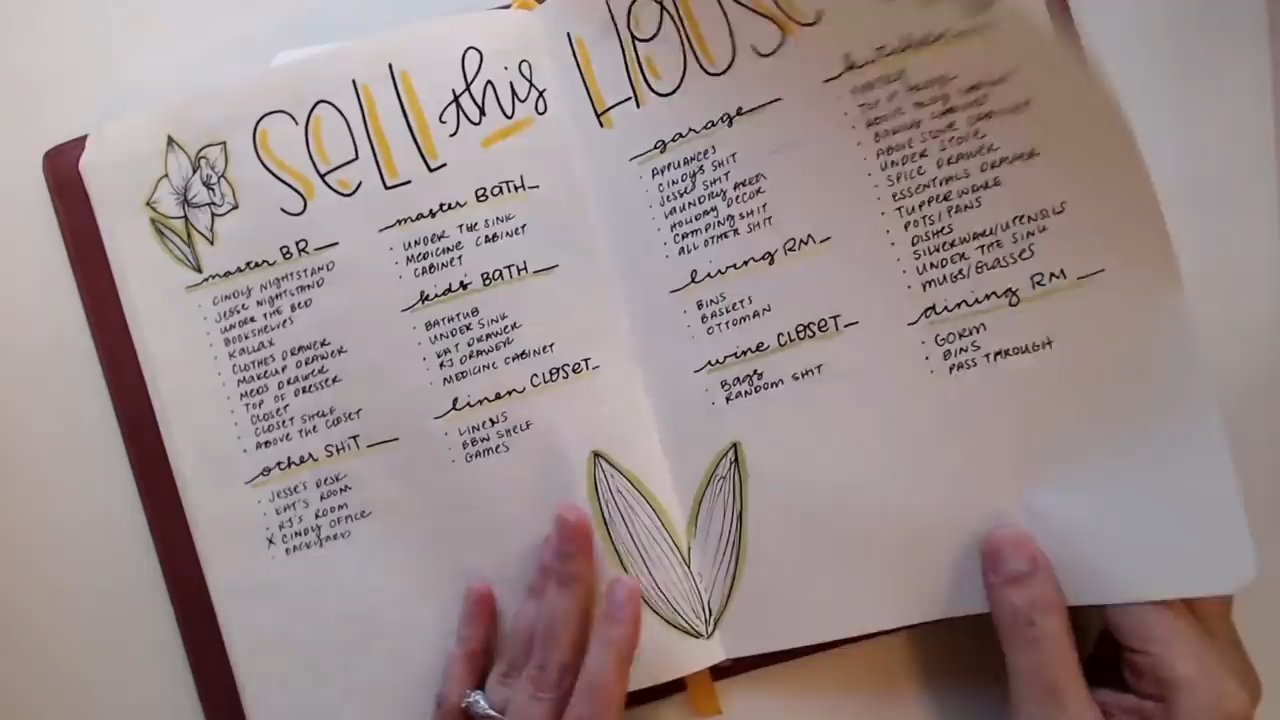 SELL this HOUSE
master BR
· CINDY NIGHTSTAND
· JESSE NIGHTSTAND
· UNDER THE BED
· BOOKSHELVES
· KALLAX
· CLOTHES DRAWER
· MAKEUP DRAWER
· MEDS DRAWER
· TOP OF DRESSER
· CLOSET
· CLOSET SHELF
· ABOVE THE CLOSET
other SHiT
· JESSE'S DESK
· KAT'S ROOM
· RJ'S ROOM
X CINDY OFFICE
· BACKYARD
master BATH
· UNDER THE SINK
· MEDICINE CABINET
· CABINET
kid's BATH
· BATHTUB
· UNDER SINK
· KAT DRAWER
· RJ DRAWER
· MEDICINE CABINET
linen CLOSET
· LINENS
· BBW SHELF
· GAMES
garage
· APPLIANCES
· CINDY'S SHIT
· JESSE SHIT
· LAUNDRY AREA
· HOLIDAY DECOR
· CAMPING SHIT
· ALL OTHER SHIT
living RM
· BINS
· BASKETS
· OTTOMAN
wine CLOSET
· BAGS
· RANDOM SHIT
kitchen
· ABOVE STOVE CABINET
· UNDER STOVE
· SPICE DRAWER
· ESSENTIALS DRAWER
· TUPPERWARE
· POTS/PANS
· DISHES
· SILVERWARE/UTENSILS
· UNDER THE SINK
· MUGS/GLASSES
dining RM
· GORM
· BINS
· PASS THROUGH